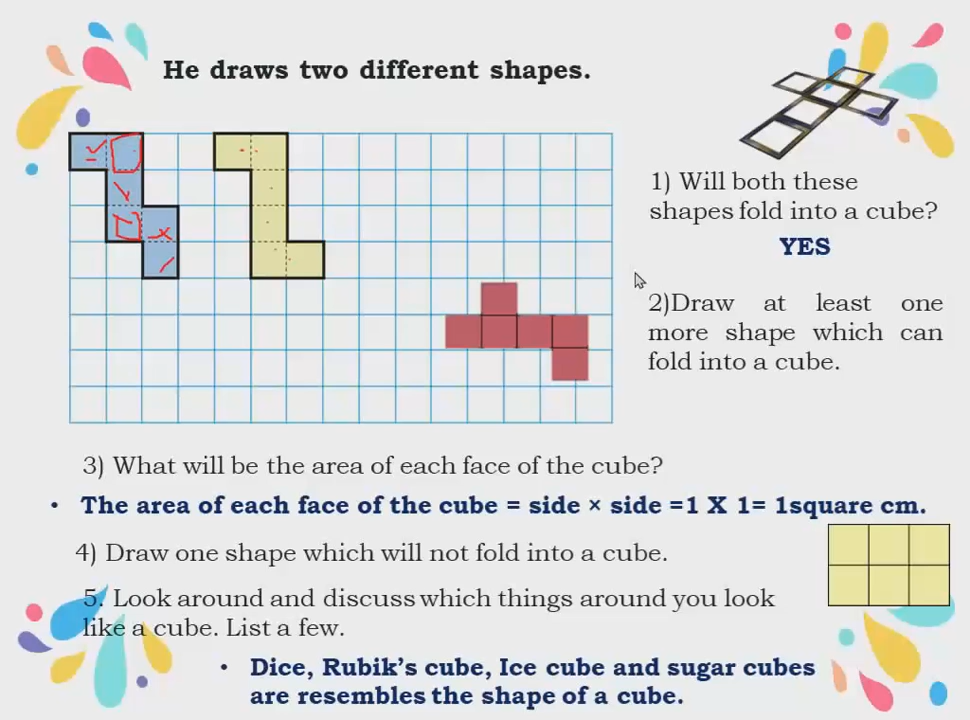 He draws two different shapes.
1) Will both these
shapes fold into a cube?
YES
2)Draw at least one
more shape which can
fold into a cube.
3) What will be the area of each face of the cube?
• The area of each face of the cube = side × side =1 X 1= 1square cm.
4) Draw one shape which will not fold into a cube.
5. Look around and discuss which things around you look
like a cube. List a few.
• Dice, Rubik's cube, Ice cube and sugar cubes
are resembles the shape of a cube.